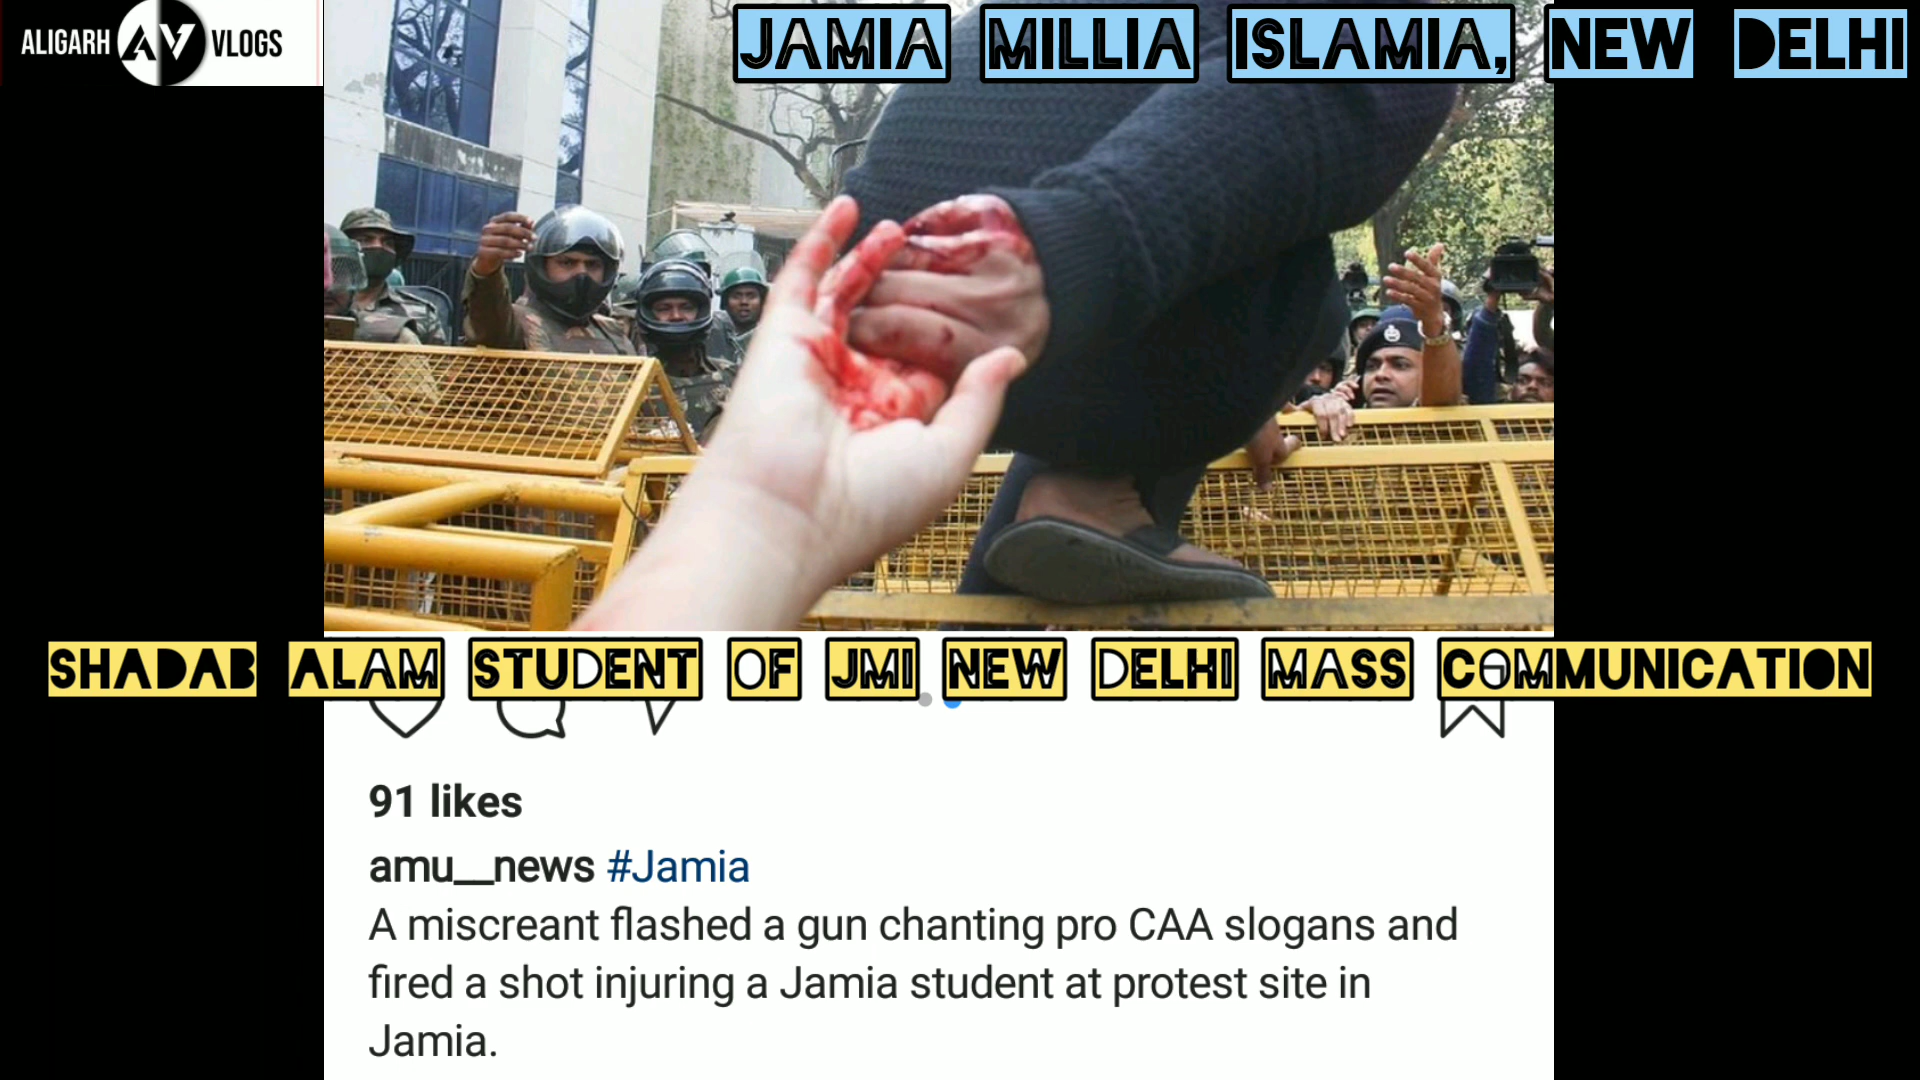 ALIGARH AV VLOGS
JAMIA MILLIA ISLAMIA, NEW DELHI
SHADAB ALAM STUDENT OF JMI NEW DELHI MASS COMMUNICATION
91 likes
amu__news #Jamia
A miscreant flashed a gun chanting pro CAA slogans and
fired a shot injuring a Jamia student at protest site in
Jamia.